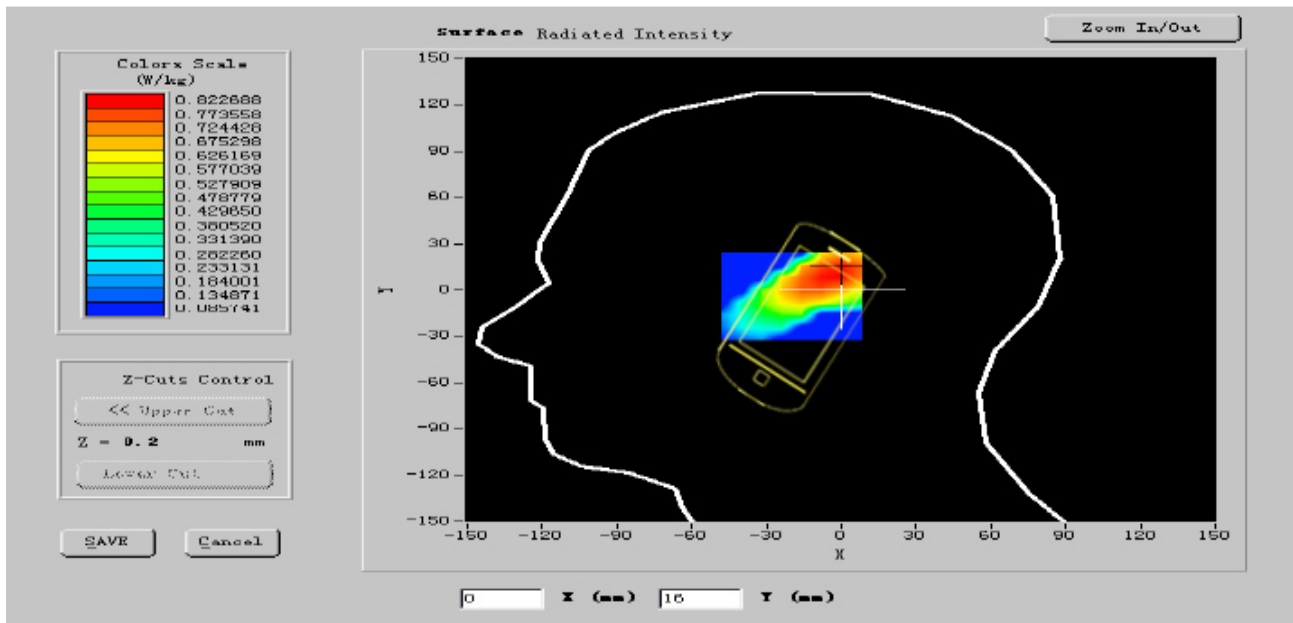 Surface Radiated Intensity
Zoom In/Out
Colors Scale
(W/kg)
0.822688
0.773558
0.724428
0.675298
0.626169
0.577039
0.527909
0.478779
0.429650
0.380520
0.331390
0.282260
0.233131
0.184001
0.134871
0.085741
Z-Cuts Control
<< Upper Cut
Z = 0.2 mm
Lower Cut
SAVE
Cancel
150
120
90
60
30
0
-30
-60
-90
-120
-150
Y
-150 -120 -90 -60 -30 0 30 60 90 120 150
X
0 X (mm) 16 Y (mm)